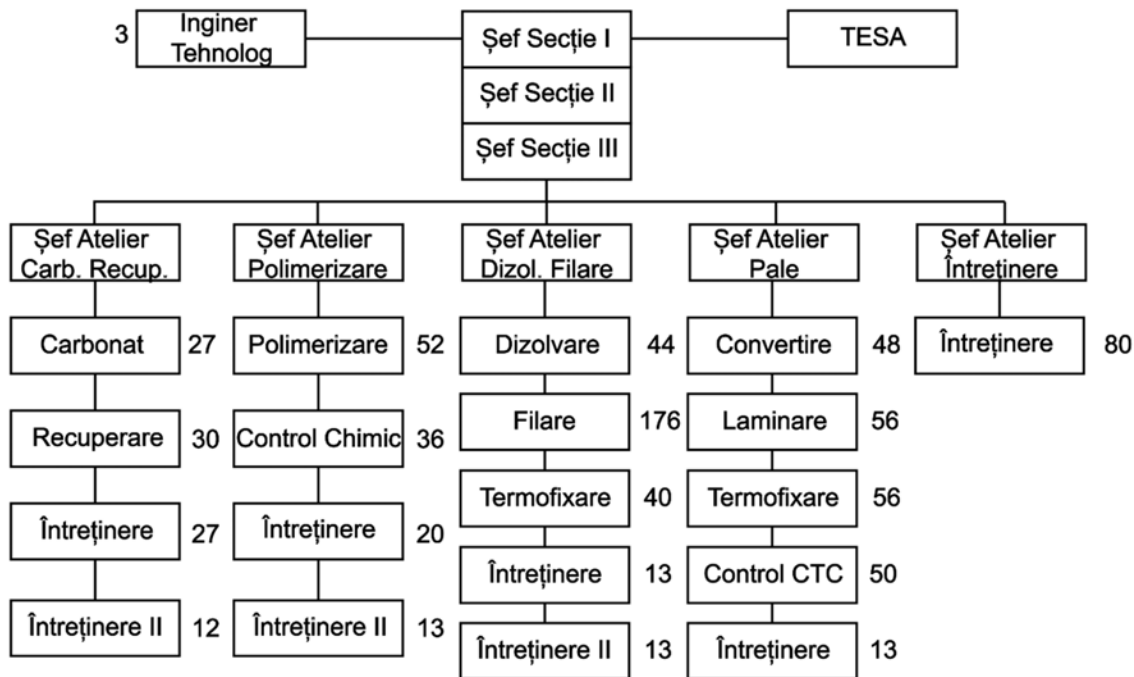 3
Inginer
Tehnolog
Șef Secție I
TESA
Șef Secție II
Șef Secție III
Șef Atelier
Carb. Recup.
Șef Atelier
Polimerizare
Șef Atelier
Dizol. Filare
Șef Atelier
Pale
Șef Atelier
Întreținere
Carbonat 27
Polimerizare 52
Dizolvare 44
Convertire 48
Întreținere 80
Recuperare 30
Control Chimic 36
Filare 176
Laminare 56
Întreținere 27
Întreținere 20
Termofixare 40
Termofixare 56
Întreținere 13
Control CTC 50
Întreținere II 12
Întreținere II 13
Întreținere II 13
Întreținere 13